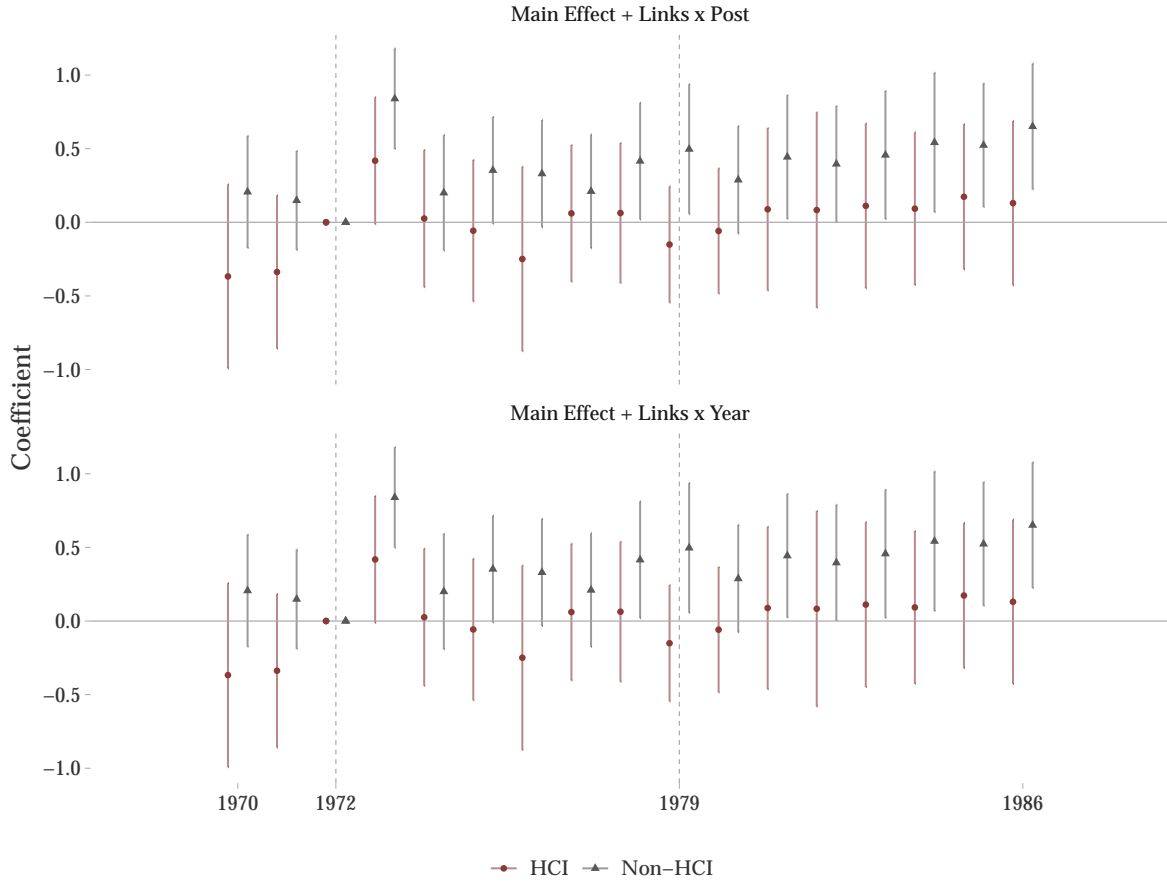 Main Effect + Links x Post
1.0
0.5
0.0
−0.5
−1.0
Coefficient
Main Effect + Links x Year
1.0
0.5
0.0
−0.5
−1.0
1970 1972 1979 1986
HCI Non−HCI